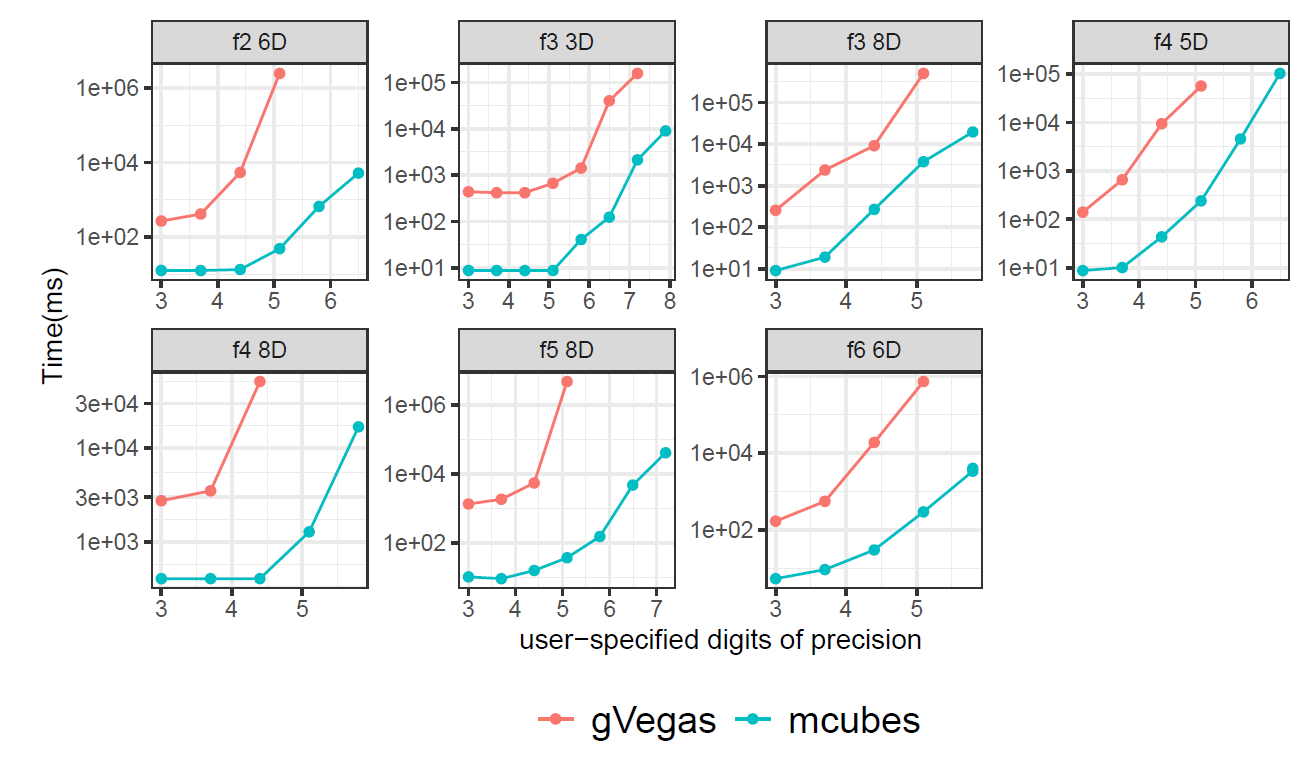 f2 6D
1e+06
1e+04
1e+02
3 4 5 6
f3 3D
1e+05
1e+04
1e+03
1e+02
1e+01
3 4 5 6 7 8
f3 8D
1e+05
1e+04
1e+03
1e+02
1e+01
3 4 5
f4 5D
1e+05
1e+04
1e+03
1e+02
1e+01
3 4 5 6
Time(ms)
f4 8D
3e+04
1e+04
3e+03
1e+03
3 4 5
f5 8D
1e+06
1e+04
1e+02
3 4 5 6 7
f6 6D
1e+06
1e+04
1e+02
3 4 5
user−specified digits of precision
gVegas mcubes